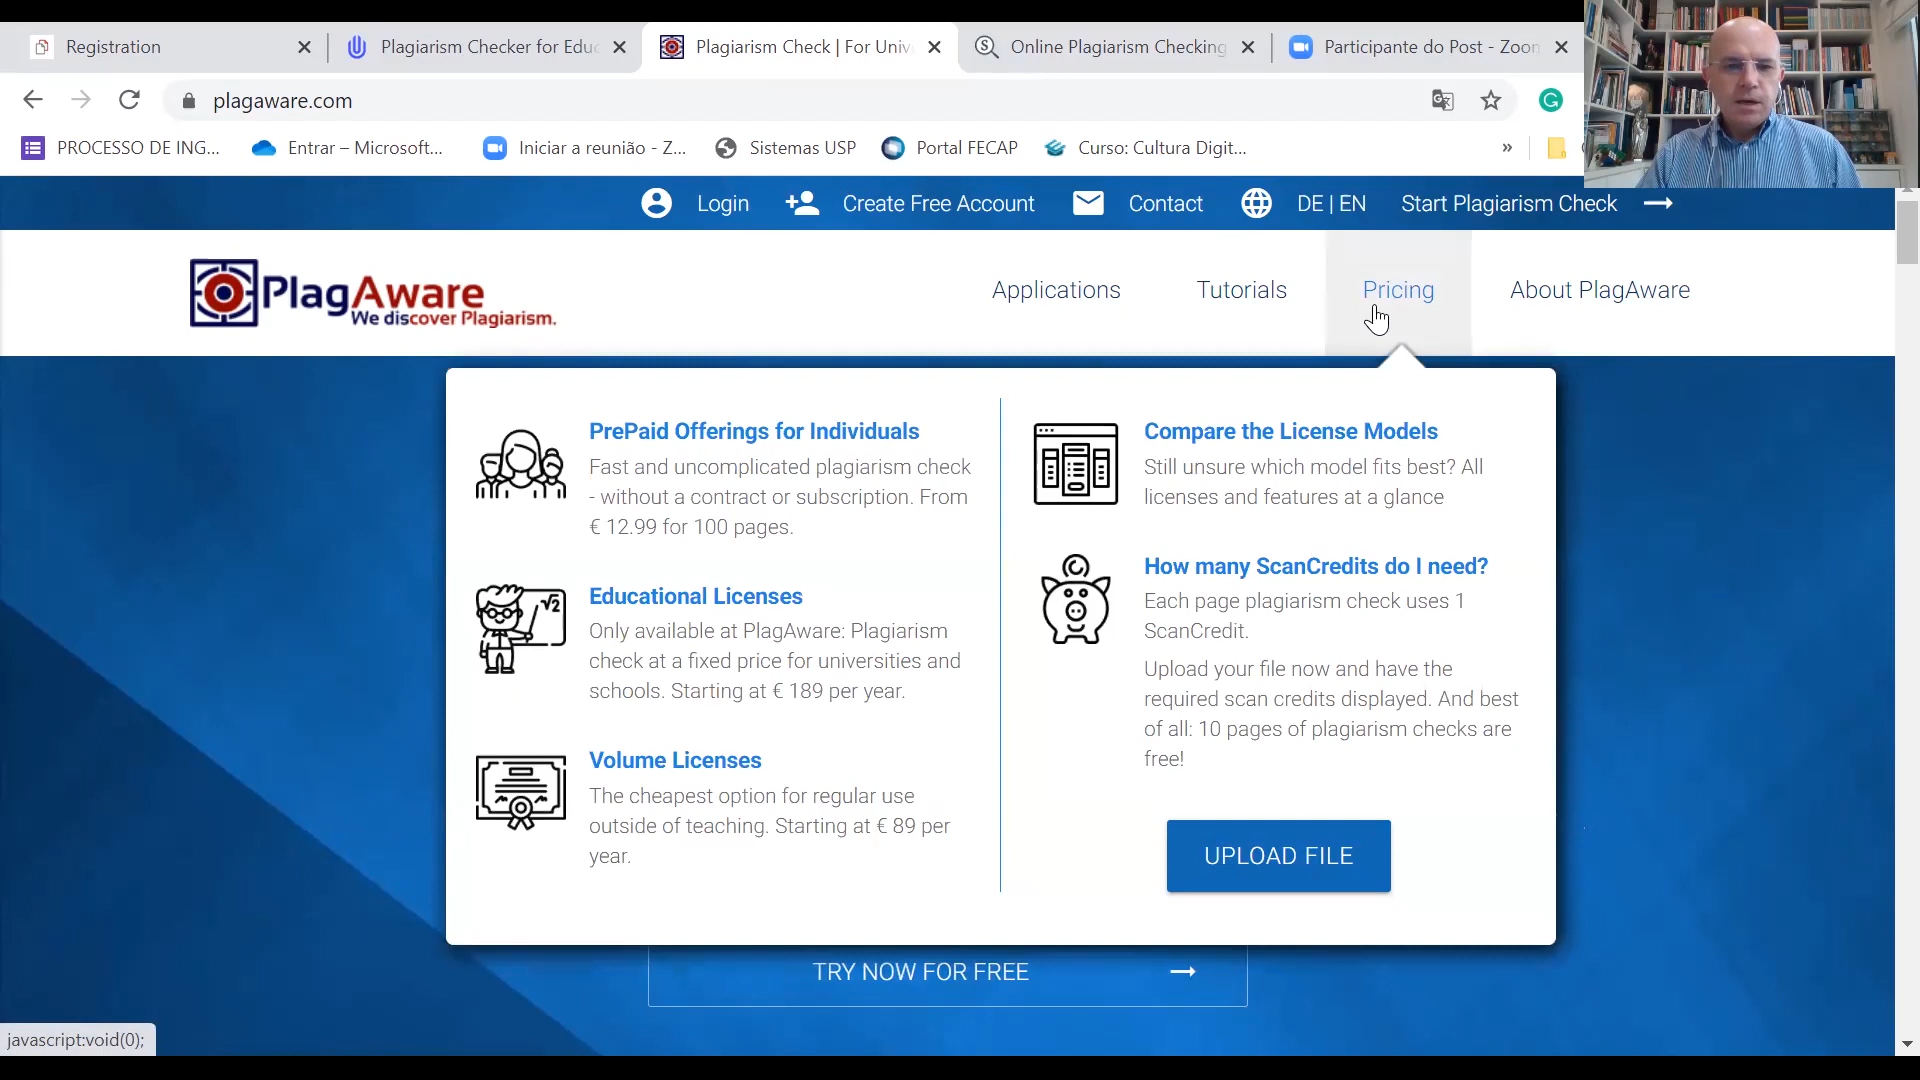 Registration
Plagiarism Checker for Educ
Plagiarism Check | For Univ
Online Plagiarism Checking
Participante do Post - Zoom
plagaware.com
PROCESSO DE ING...
Entrar – Microsoft...
Iniciar a reunião - Z...
Sistemas USP
Portal FECAP
Curso: Cultura Digit...
»
Login
Create Free Account
Contact
DE | EN
Start Plagiarism Check
PlagAware
We discover Plagiarism.
Applications
Tutorials
Pricing
About PlagAware
PrePaid Offerings for Individuals
Fast and uncomplicated plagiarism check
- without a contract or subscription. From
€ 12.99 for 100 pages.
Educational Licenses
Only available at PlagAware: Plagiarism
check at a fixed price for universities and
schools. Starting at € 189 per year.
Volume Licenses
The cheapest option for regular use
outside of teaching. Starting at € 89 per
year.
Compare the License Models
Still unsure which model fits best? All
licenses and features at a glance
How many ScanCredits do I need?
Each page plagiarism check uses 1
ScanCredit.
Upload your file now and have the
required scan credits displayed. And best
of all: 10 pages of plagiarism checks are
free!
UPLOAD FILE
TRY NOW FOR FREE
javascript:void(0);